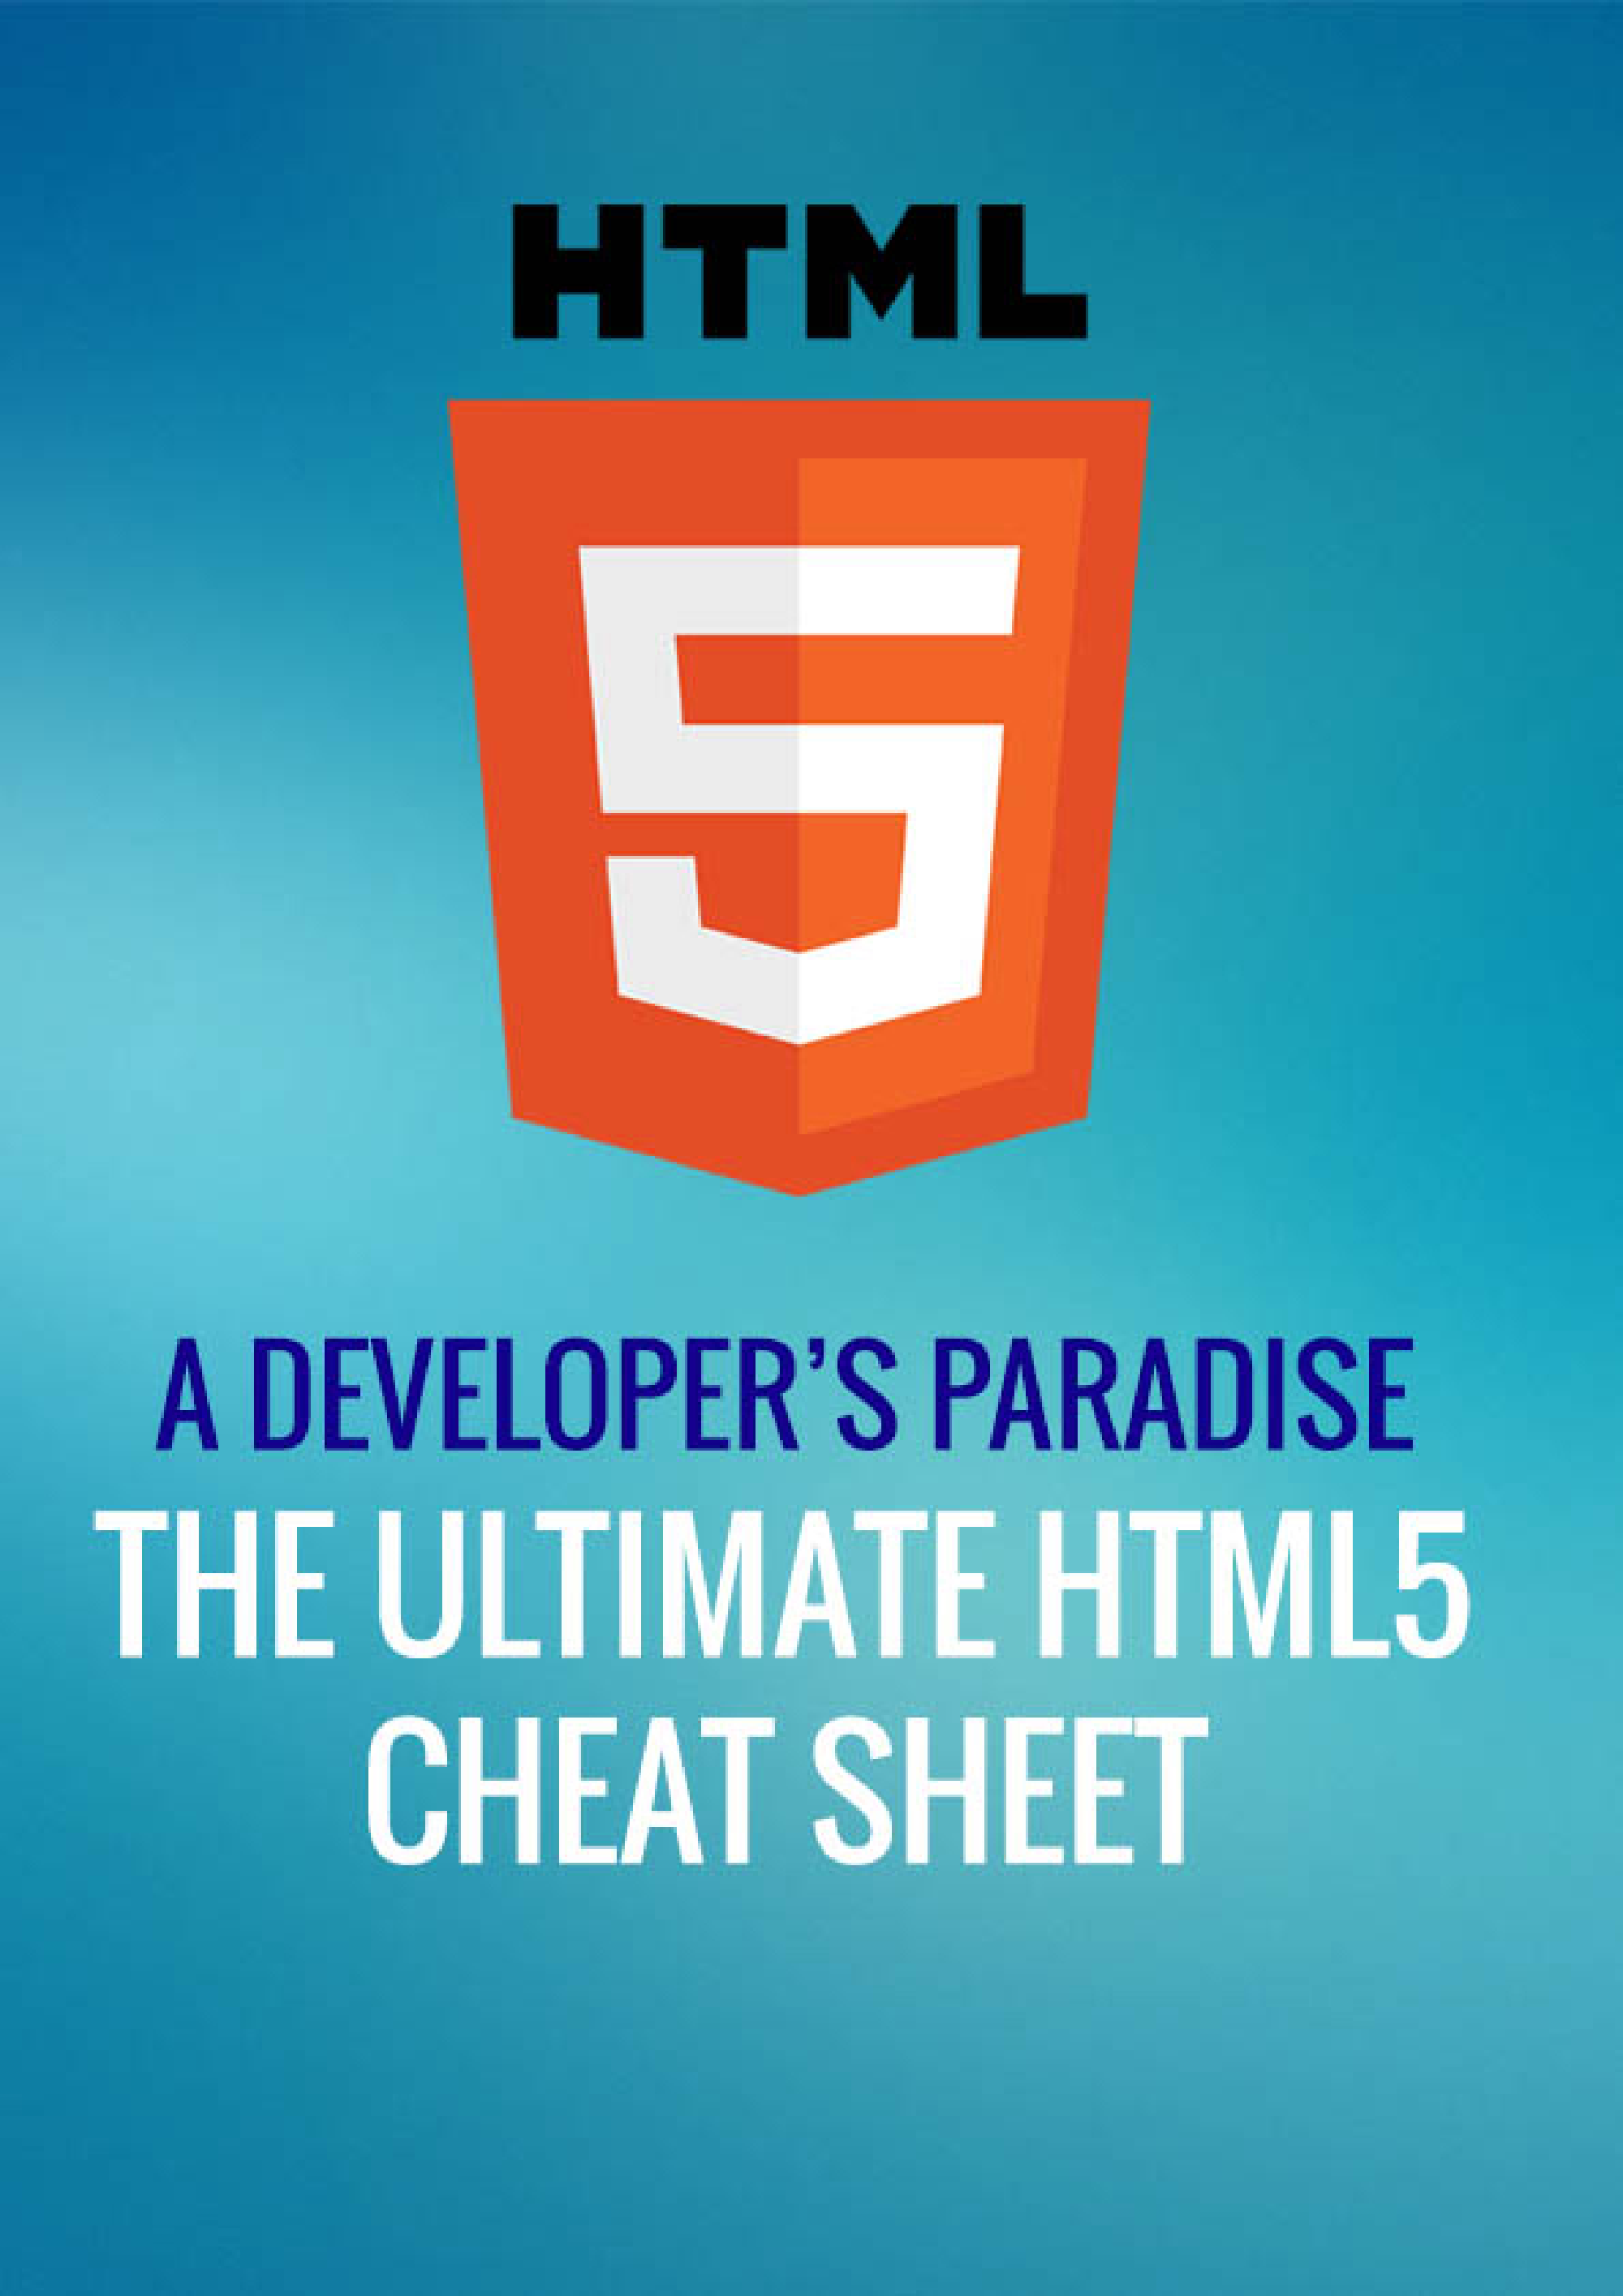 HTML
5
A DEVELOPER’S PARADISE
THE ULTIMATE HTML5
CHEAT SHEET